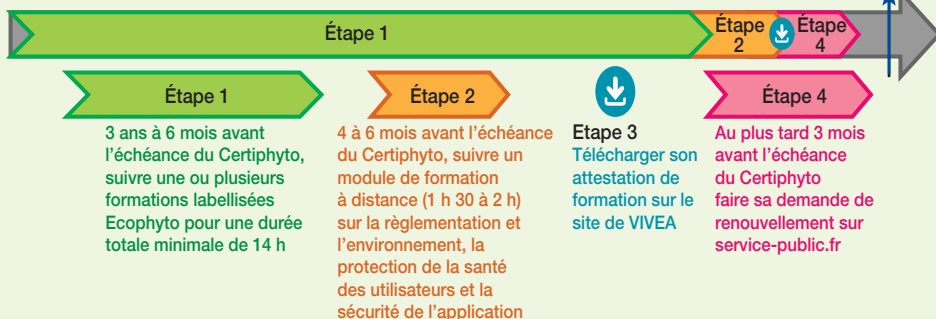 Étape 1
Étape
2
Étape
4
Étape 1
3 ans à 6 mois avant
l’échéance du Certiphyto,
suivre une ou plusieurs
formations labellisées
Ecophyto pour une durée
totale minimale de 14 h
Étape 2
4 à 6 mois avant l’échéance
du Certiphyto, suivre un
module de formation
à distance (1 h 30 à 2 h)
sur la règlementation et
l’environnement, la
protection de la santé
des utilisateurs et la
sécurité de l’application
Etape 3
Télécharger son
attestation de
formation sur le
site de VIVEA
Étape 4
Au plus tard 3 mois
avant l’échéance
du Certiphyto
faire sa demande de
renouvellement sur
service-public.fr